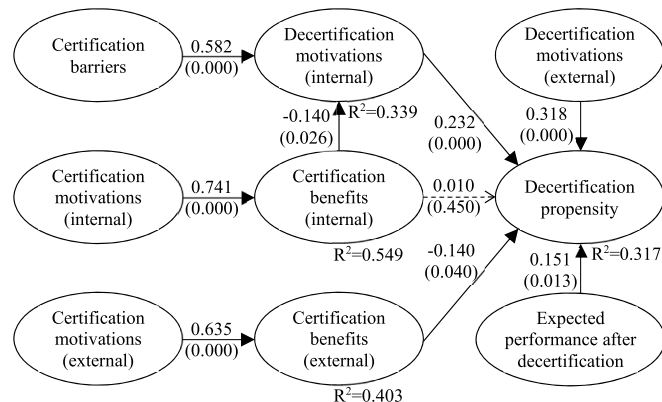 Certification
barriers
0.582
(0.000)
Decertification
motivations
(internal)
R²=0.339
Decertification
motivations
(external)
-0.140
(0.026)
0.232
(0.000)
0.318
(0.000)
Certification
motivations
(internal)
0.741
(0.000)
Certification
benefits
(internal)
R²=0.549
0.010
(0.450)
Decertification
propensity
R²=0.317
-0.140
(0.040)
0.151
(0.013)
Certification
motivations
(external)
0.635
(0.000)
Certification
benefits
(external)
R²=0.403
Expected
performance after
decertification